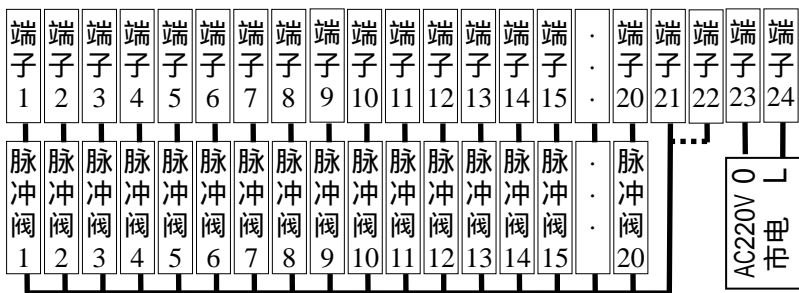 端子1 端子2 端子3 端子4 端子5 端子6 端子7 端子8 端子9 端子10 端子11 端子12 端子13 端子14 端子15 ... 端子20 端子21 端子22 端子23 端子24
脉冲阀1 脉冲阀2 脉冲阀3 脉冲阀4 脉冲阀5 脉冲阀6 脉冲阀7 脉冲阀8 脉冲阀9 脉冲阀10 脉冲阀11 脉冲阀12 脉冲阀13 脉冲阀14 脉冲阀15 ... 脉冲阀20
AC220V O
市电 L